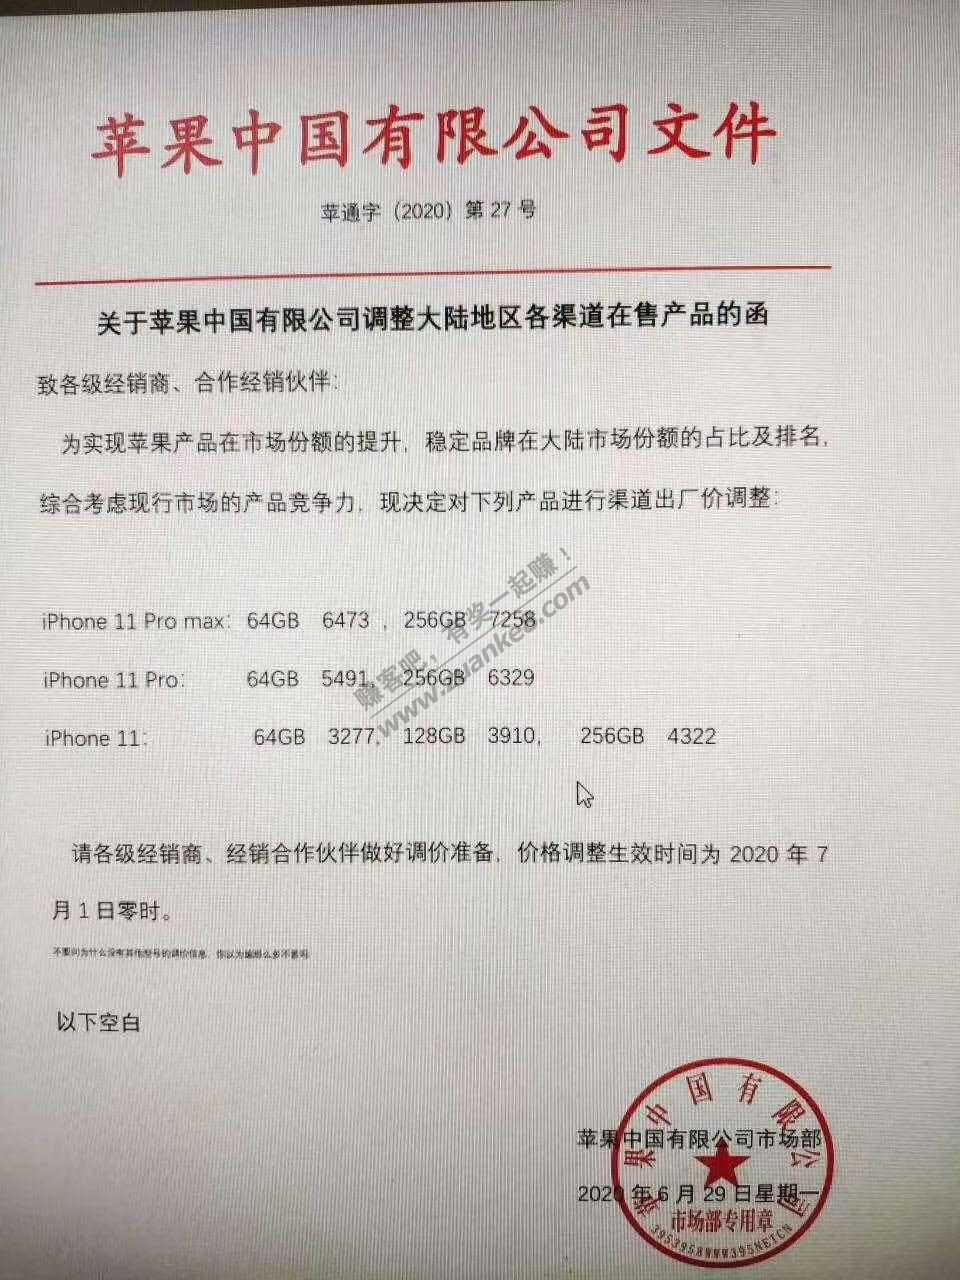 苹果中国有限公司文件
苹通字（2020）第 27 号
关于苹果中国有限公司调整大陆地区各渠道在售产品的函
致各级经销商、合作经销伙伴：
为实现苹果产品在市场份额的提升，稳定品牌在大陆市场份额的占比及排名，
综合考虑现行市场的产品竞争力，现决定对下列产品进行渠道出厂价调整：
iPhone 11 Pro max： 64GB 6473 ，256GB 7258
iPhone 11 Pro： 64GB 5491， 256GB 6329
iPhone 11： 64GB 3277， 128GB 3910， 256GB 4322
赚客吧，有奖一起赚！
www.zuanke8.com
请各级经销商、经销合作伙伴做好调价准备，价格调整生效时间为 2020 年 7
月 1 日零时。
不要问为什么没有其他型号的调价信息，你以为编那么多不累吗
以下空白
苹果中国有限公司市场部
2020 年 6 月 29 日星期一
苹果中国有限公司
市场部专用章
3953958WWW395NETCN